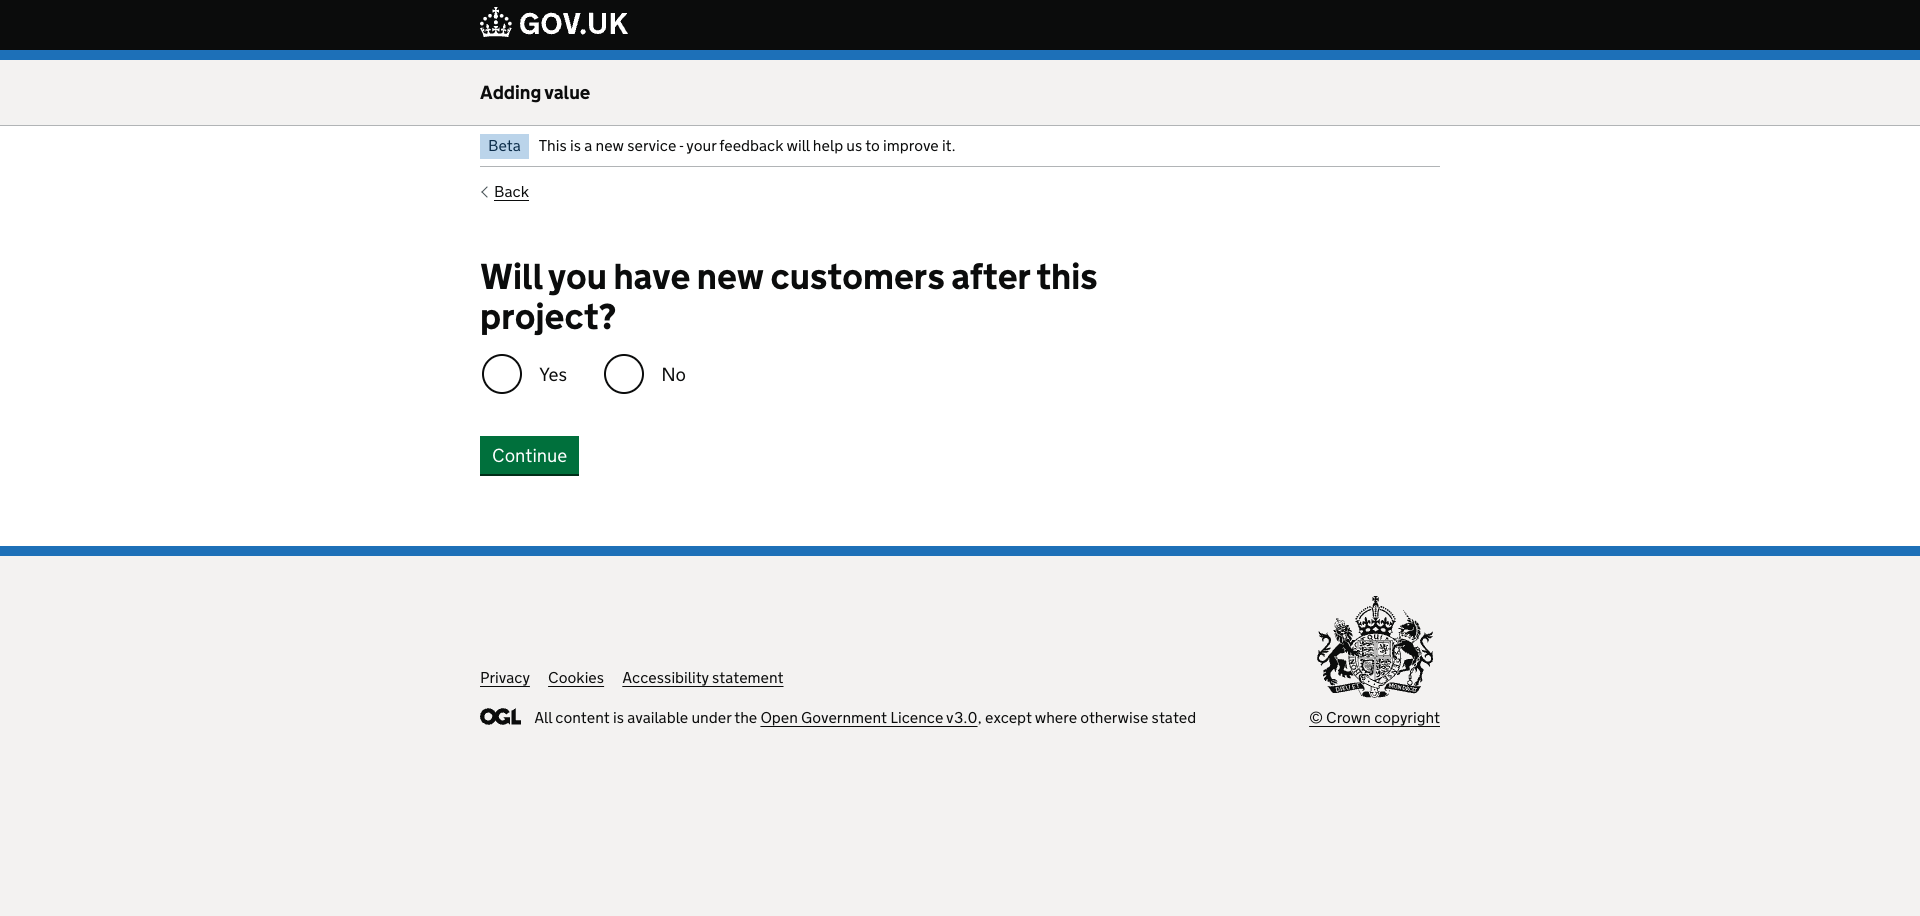 GOV.UK
Adding value
Beta This is a new service - your feedback will help us to improve it.
Back
Will you have new customers after this
project?
Yes No
Continue
Privacy Cookies Accessibility statement
OGL All content is available under the Open Government Licence v3.0, except where otherwise stated
© Crown copyright